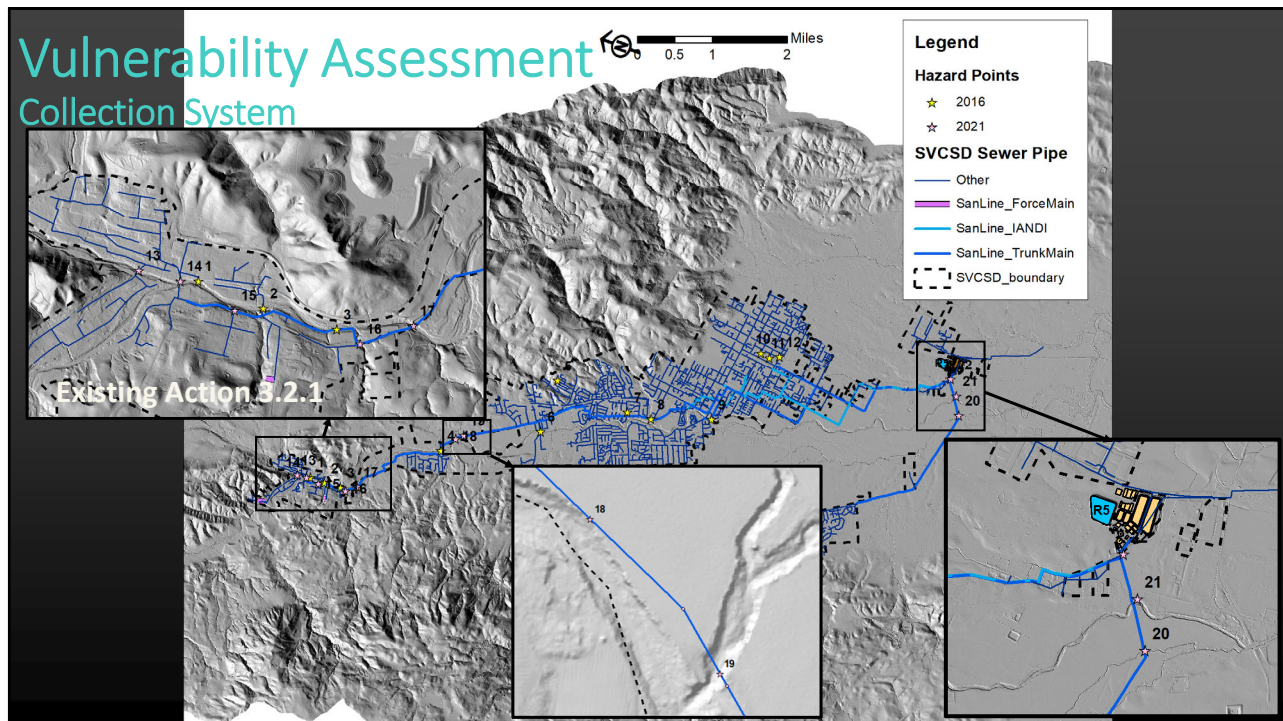 Vulnerability Assessment
Collection System
N
0 0.5 1 2 Miles
Legend
Hazard Points
2016
2021
SVCSD Sewer Pipe
Other
SanLine_ForceMain
SanLine_IANDI
SanLine_TrunkMain
SVCSD_boundary
13
14 1
15 2
3
16
17
Existing Action 3.2.1
10 11 12
7
8
9
6
4 18
17
16
21
20
18
19
R5
21
20